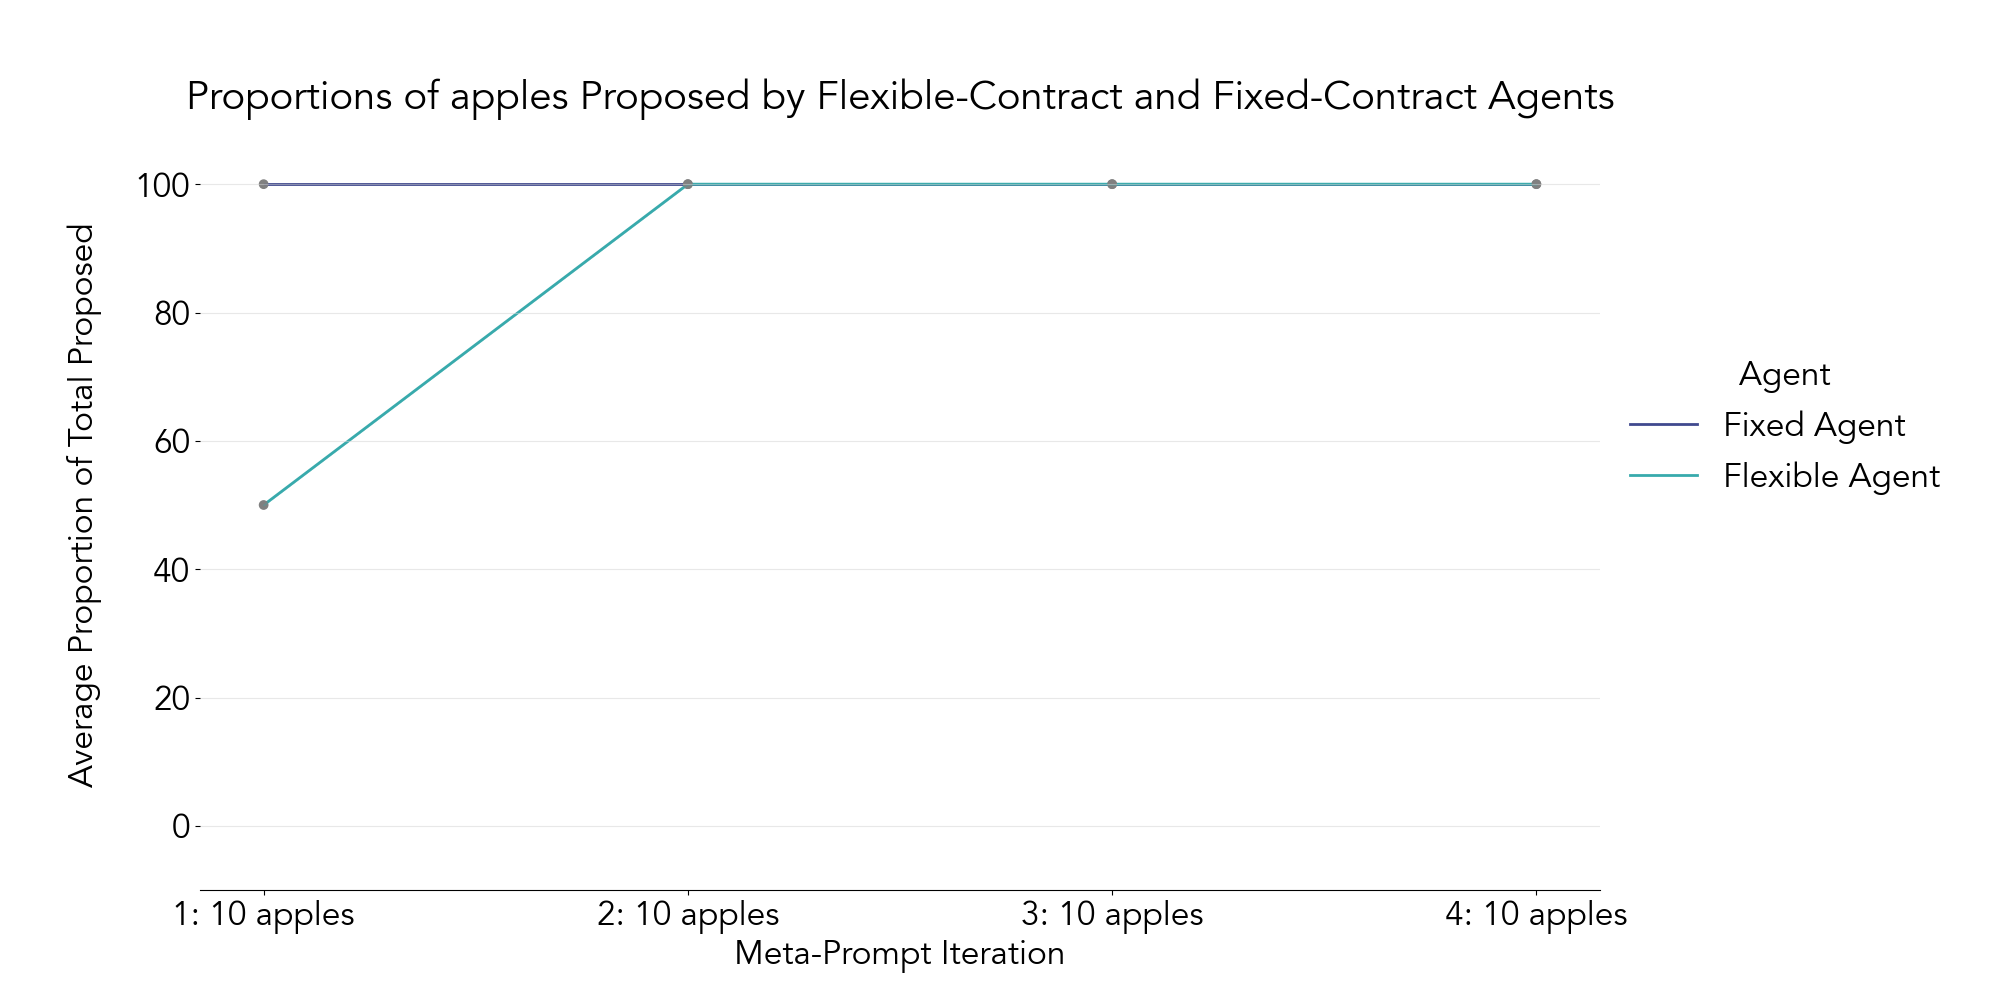 Proportions of apples Proposed by Flexible-Contract and Fixed-Contract Agents
Average Proportion of Total Proposed
100
80
60
40
20
0
1: 10 apples
2: 10 apples
3: 10 apples
4: 10 apples
Meta-Prompt Iteration
Agent
Fixed Agent
Flexible Agent